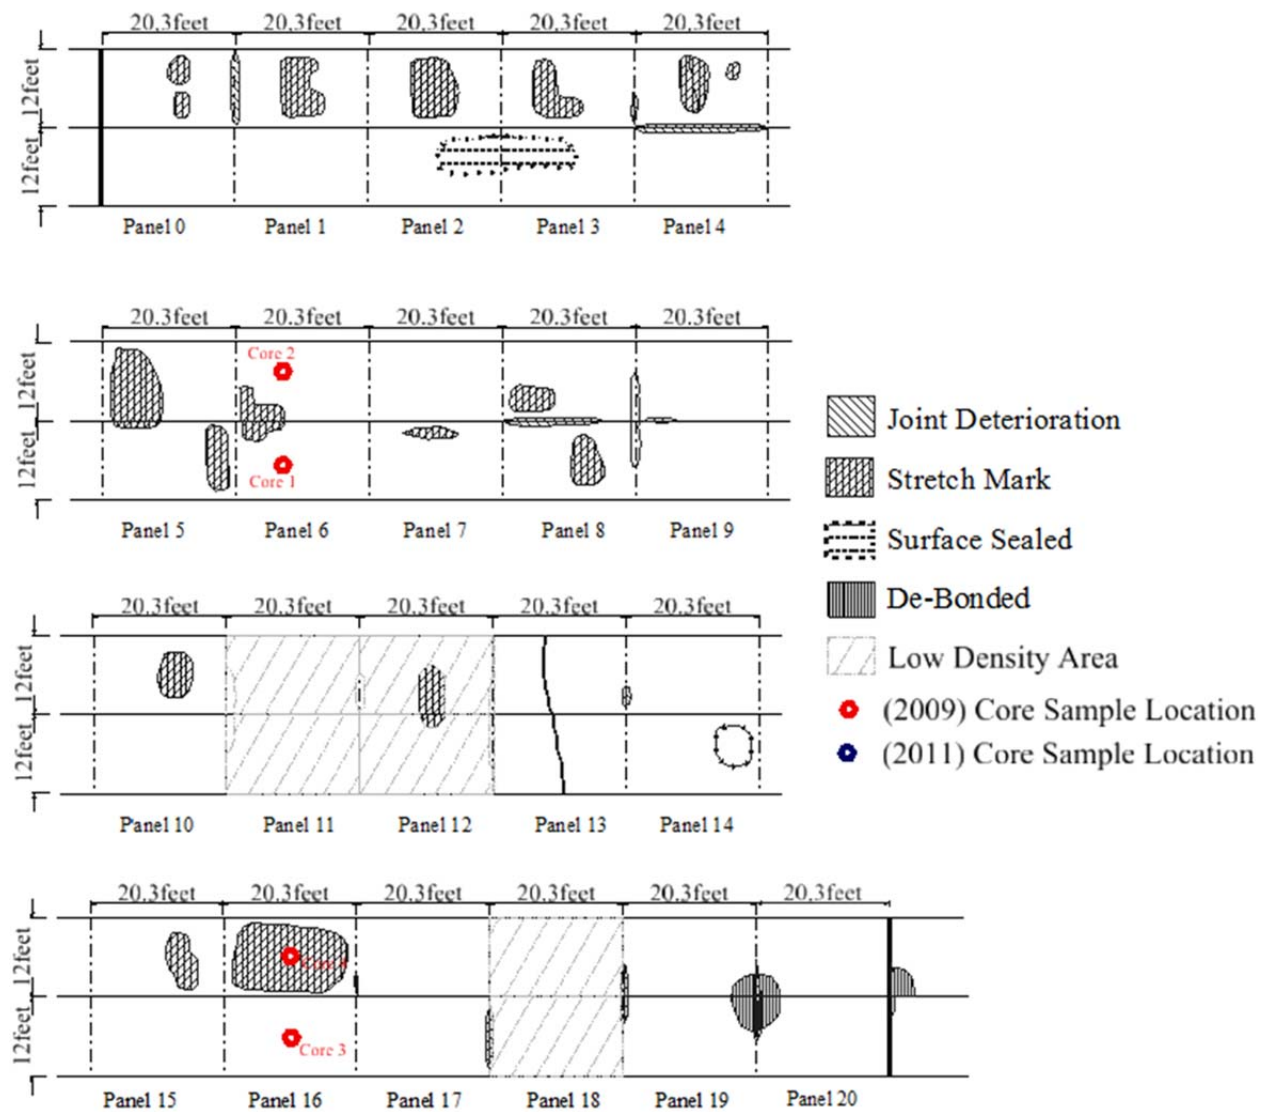 20.3feet 20.3feet 20.3feet 20.3feet 20.3feet
12feet
12feet
Panel 0 Panel 1 Panel 2 Panel 3 Panel 4
20.3feet 20.3feet 20.3feet 20.3feet 20.3feet
12feet
12feet
Core 2
Core 1
Panel 5 Panel 6 Panel 7 Panel 8 Panel 9
Joint Deterioration
Stretch Mark
Surface Sealed
De-Bonded
Low Density Area
(2009) Core Sample Location
(2011) Core Sample Location
20.3feet 20.3feet 20.3feet 20.3feet 20.3feet
12feet
12feet
Panel 10 Panel 11 Panel 12 Panel 13 Panel 14
20.3feet 20.3feet 20.3feet 20.3feet 20.3feet 20.3feet
12feet
12feet
Core 3
Panel 15 Panel 16 Panel 17 Panel 18 Panel 19 Panel 20